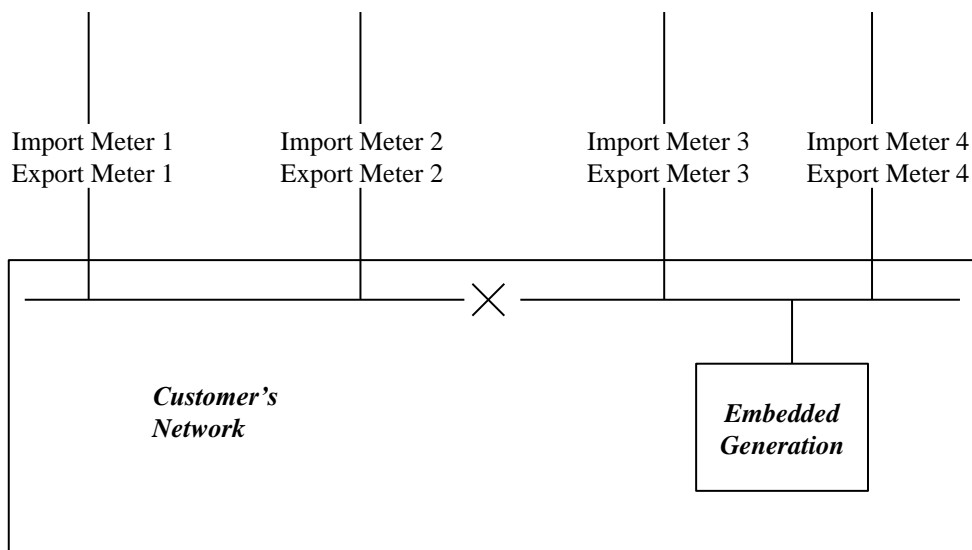 Import Meter 1
Export Meter 1
Import Meter 2
Export Meter 2
Import Meter 3
Export Meter 3
Import Meter 4
Export Meter 4
Customer's
Network
Embedded
Generation